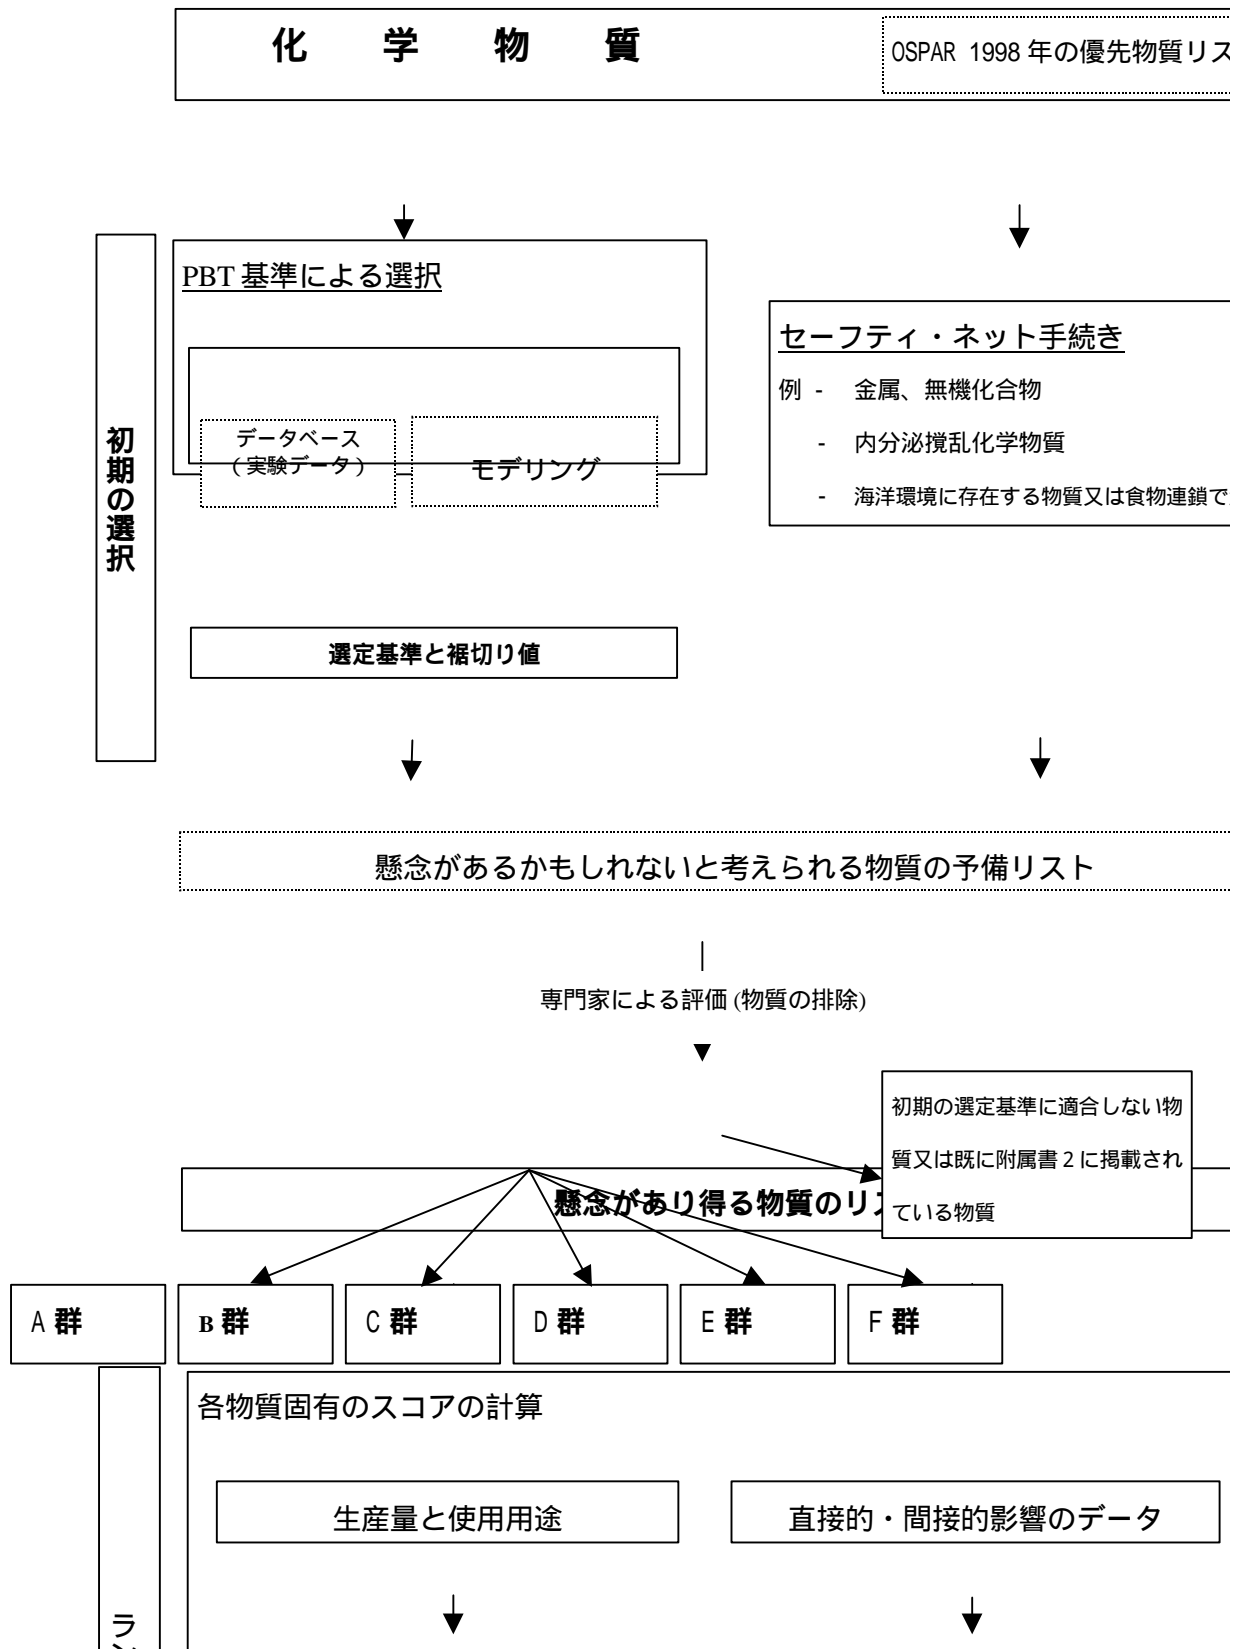 化 学 物 質
OSPAR 1998 年の優先物質リス
初期の選択
PBT 基準による選択
データベース
(実験データ)
モデリング
選定基準と裾切り値
セーフティ・ネット手続き
例 - 金属、無機化合物
- 内分泌撹乱化学物質
- 海洋環境に存在する物質又は食物連鎖で
懸念があるかもしれないと考えられる物質の予備リスト
専門家による評価 (物質の排除)
初期の選定基準に適合しない物
質又は既に附属書 2 に掲載され
ている物質
懸念があり得る物質のリ
A 群
B 群
C 群
D 群
E 群
F 群
各物質固有のスコアの計算
生産量と使用用途
直接的・間接的影響のデータ
ラ